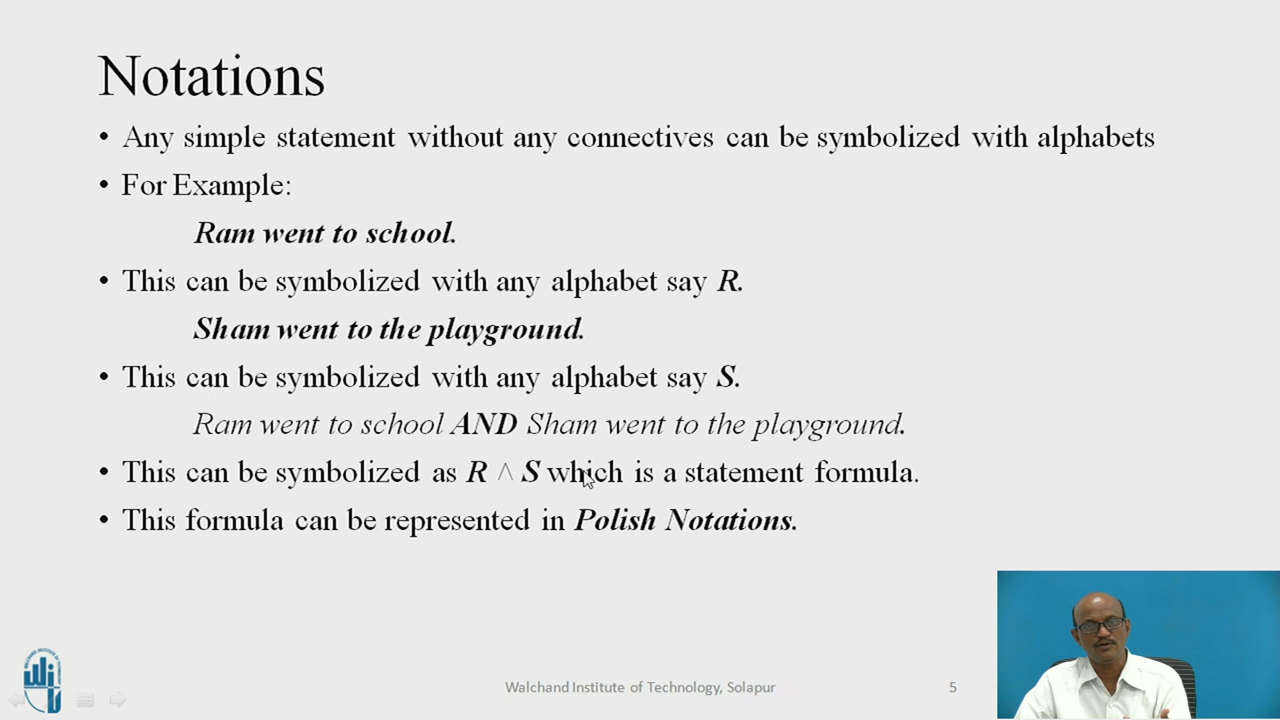 Notations
• Any simple statement without any connectives can be symbolized with alphabets
• For Example:
Ram went to school.
• This can be symbolized with any alphabet say R.
Sham went to the playground.
• This can be symbolized with any alphabet say S.
Ram went to school AND Sham went to the playground.
• This can be symbolized as R ^ S which is a statement formula.
• This formula can be represented in Polish Notations.
Walchand Institute of Technology, Solapur
5